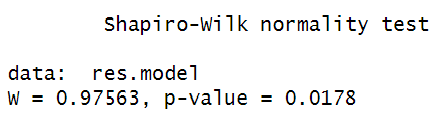 Shapiro-Wilk normality test
data:  res.model
W = 0.97563, p-value = 0.0178